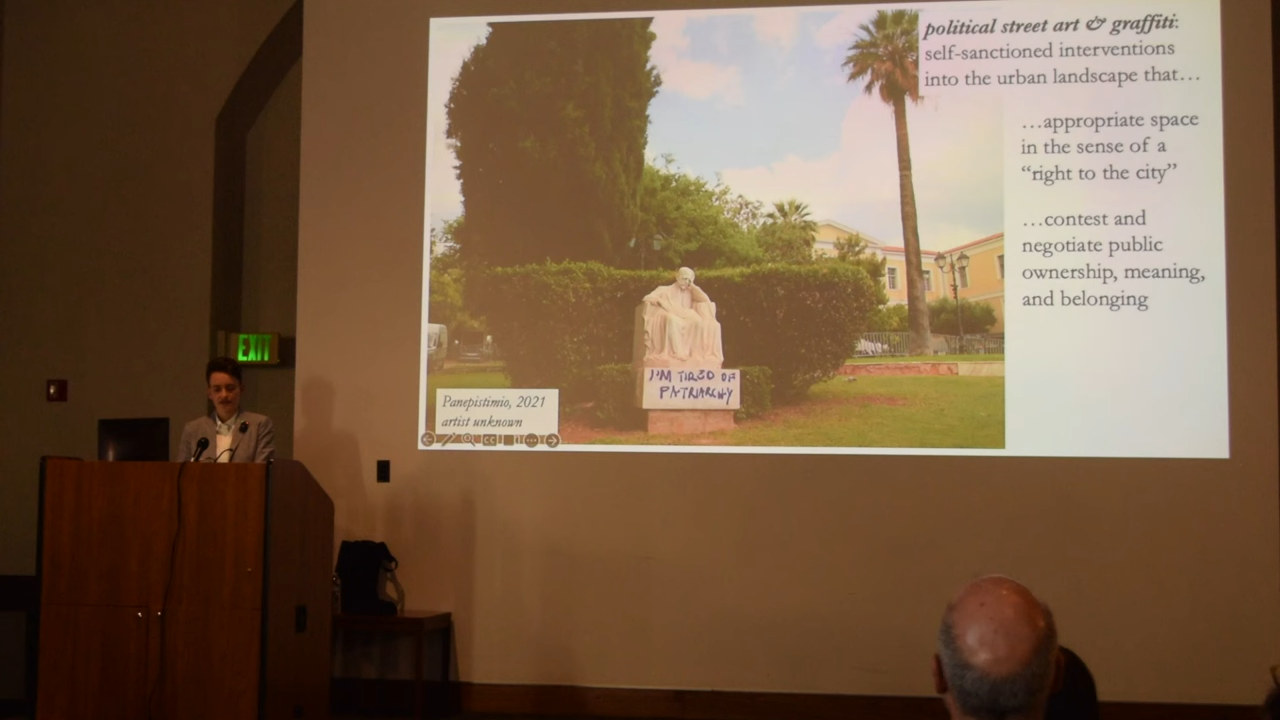 political street art & graffiti:
self-sanctioned interventions
into the urban landscape that…
…appropriate space
in the sense of a
“right to the city”
…contest and
negotiate public
ownership, meaning,
and belonging
I'M TIRED OF
PATRIARCHY
Panepistimio, 2021
artist unknown
EXIT